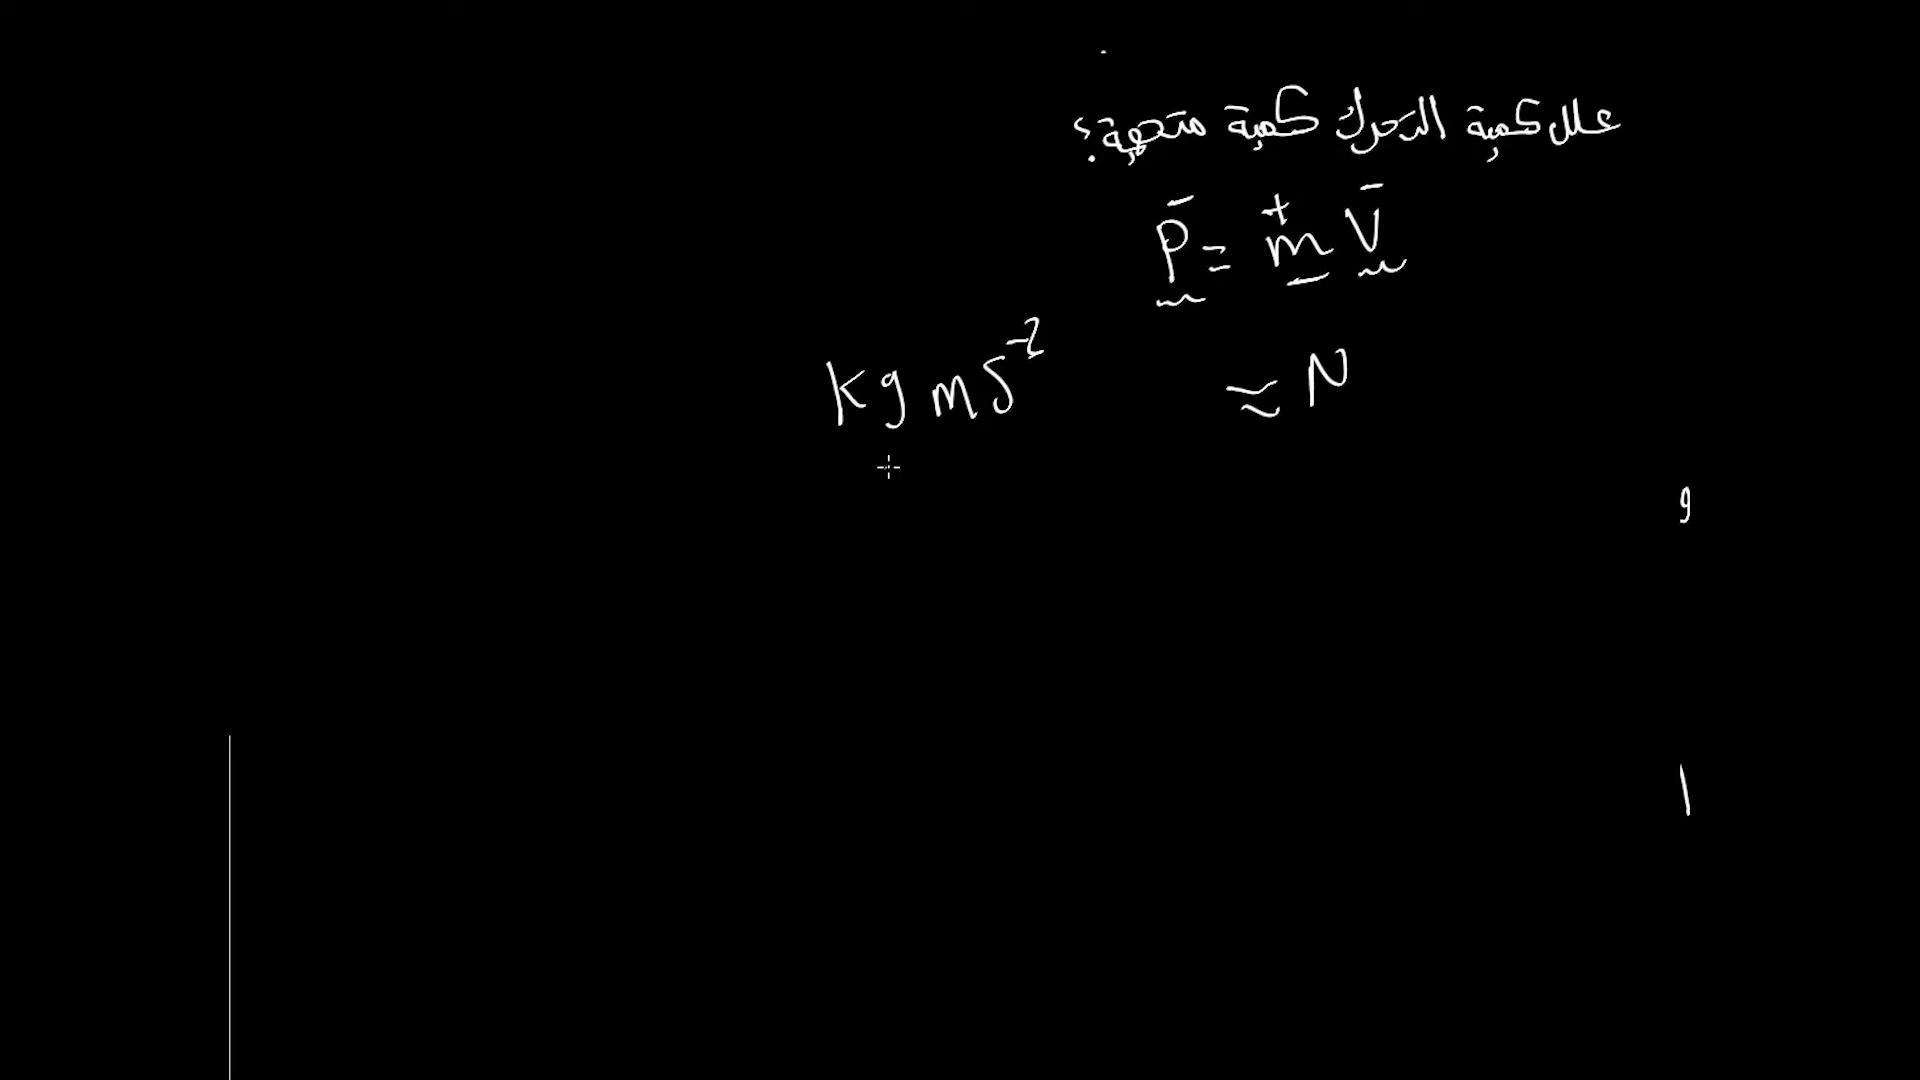 علل كمية التحرك كمية متجهة؟
P̄ = m⁺ V̄
kg m s⁻² ≈ N
و
ا